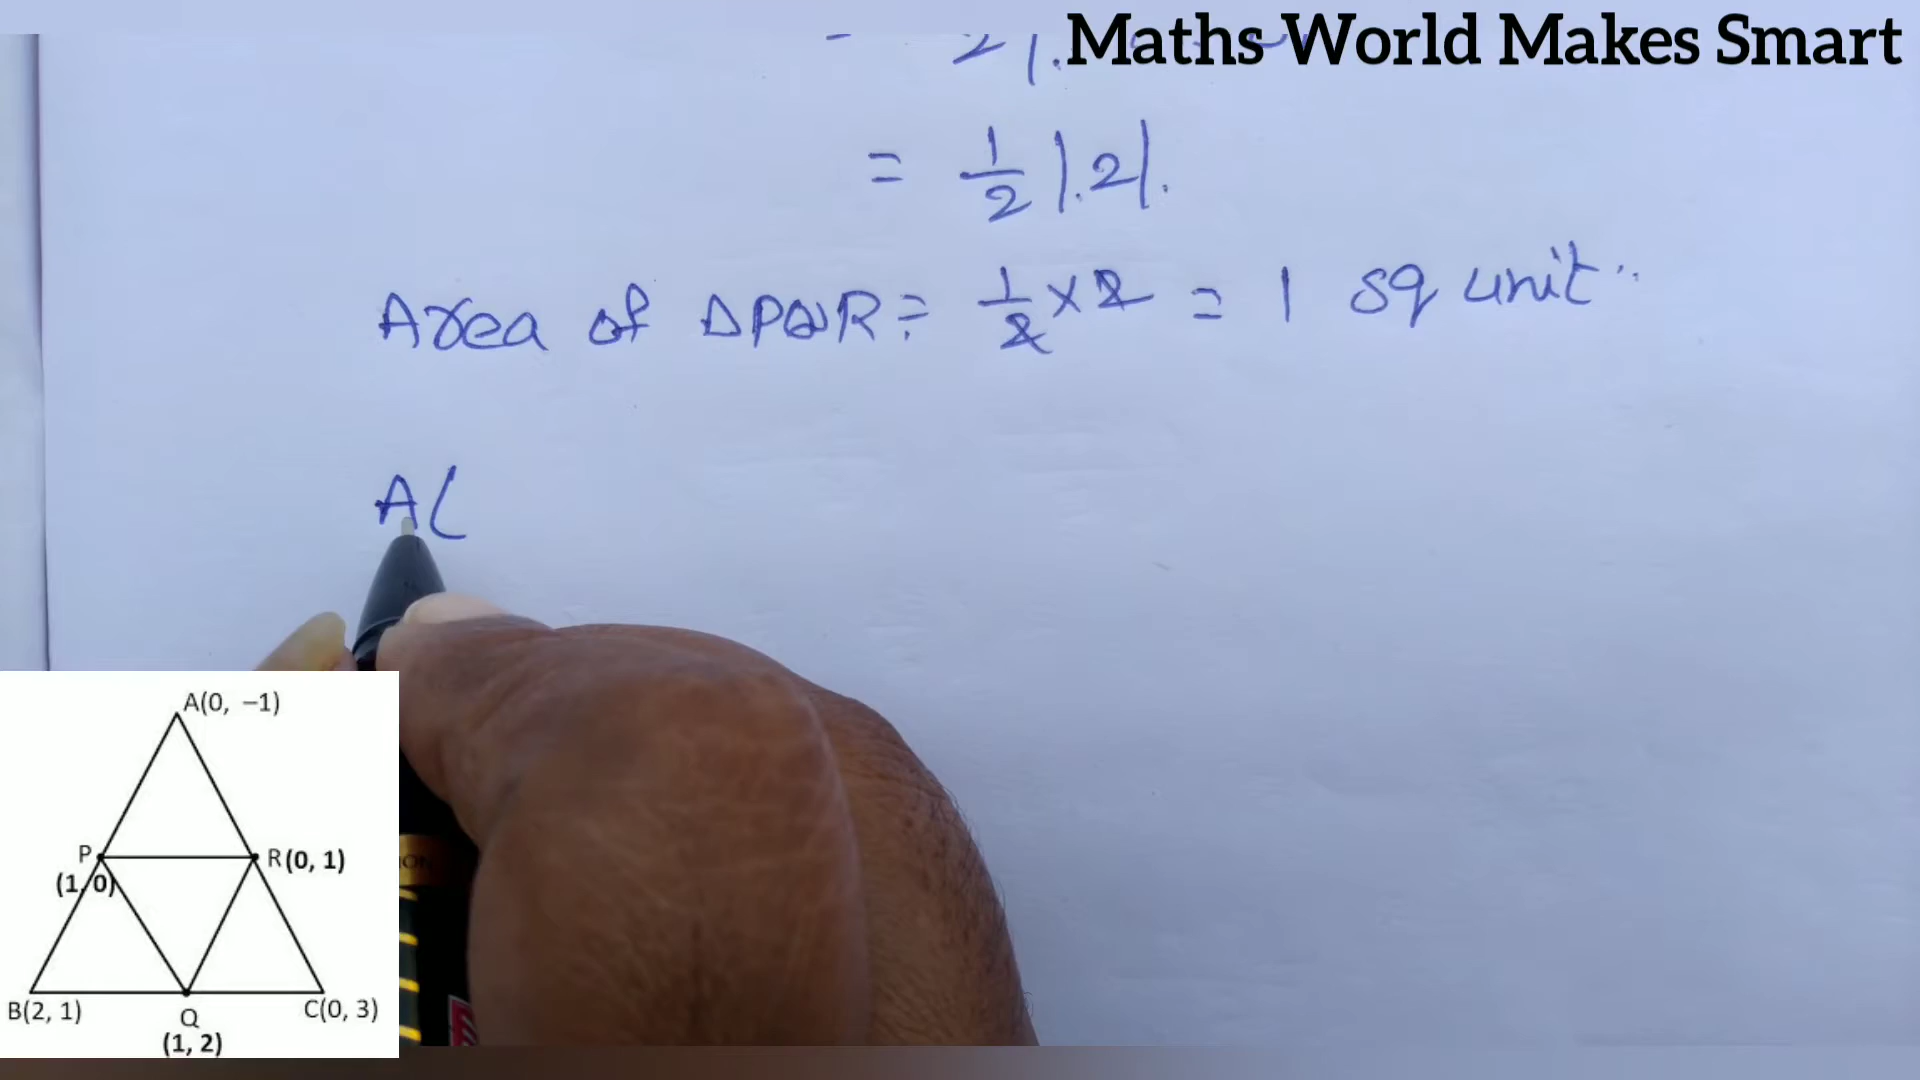 Maths World Makes Smart
= 1/2 |.2|.
Area of ΔPQR = 1/2 × 2 = 1 sq unit..
A(
A(0, –1)
P
(1, 0)
R(0, 1)
B(2, 1)
Q
(1, 2)
C(0, 3)